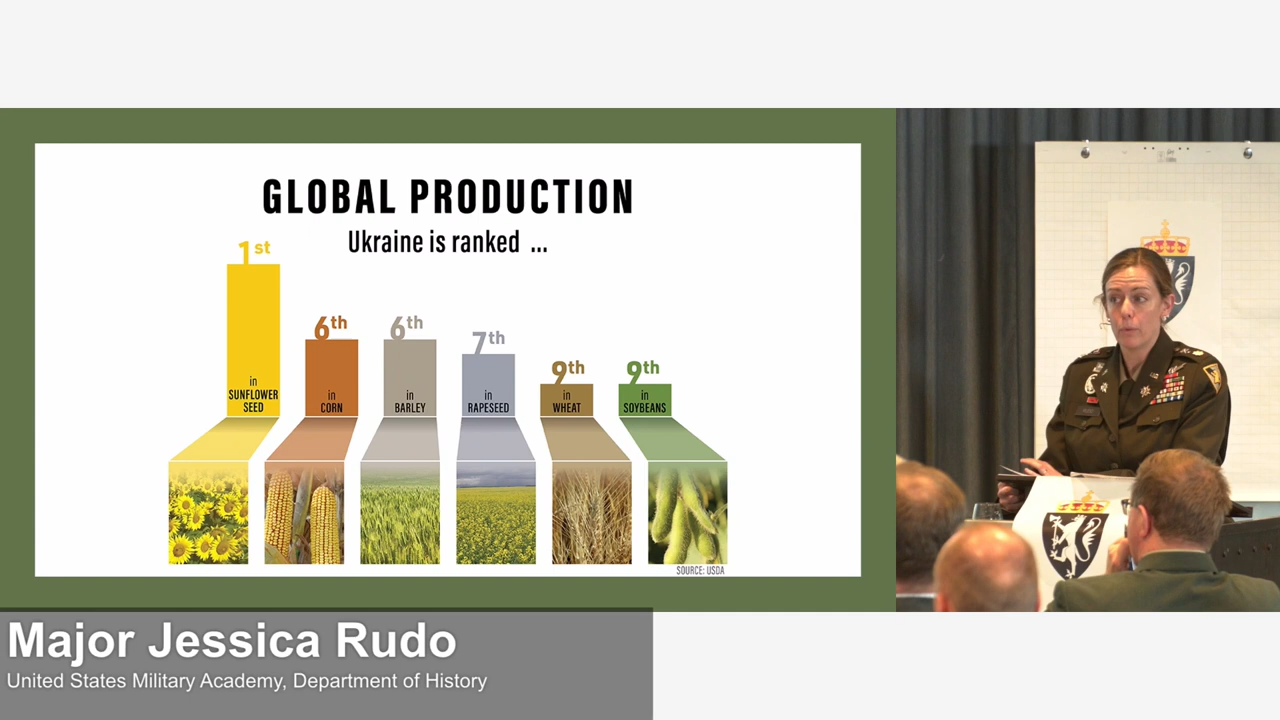 GLOBAL PRODUCTION
Ukraine is ranked ...
1st
in
SUNFLOWER
SEED
6th
in
CORN
6th
in
BARLEY
7th
in
RAPESEED
9th
in
WHEAT
9th
in
SOYBEANS
SOURCE: USDA
Major Jessica Rudo
United States Military Academy, Department of History